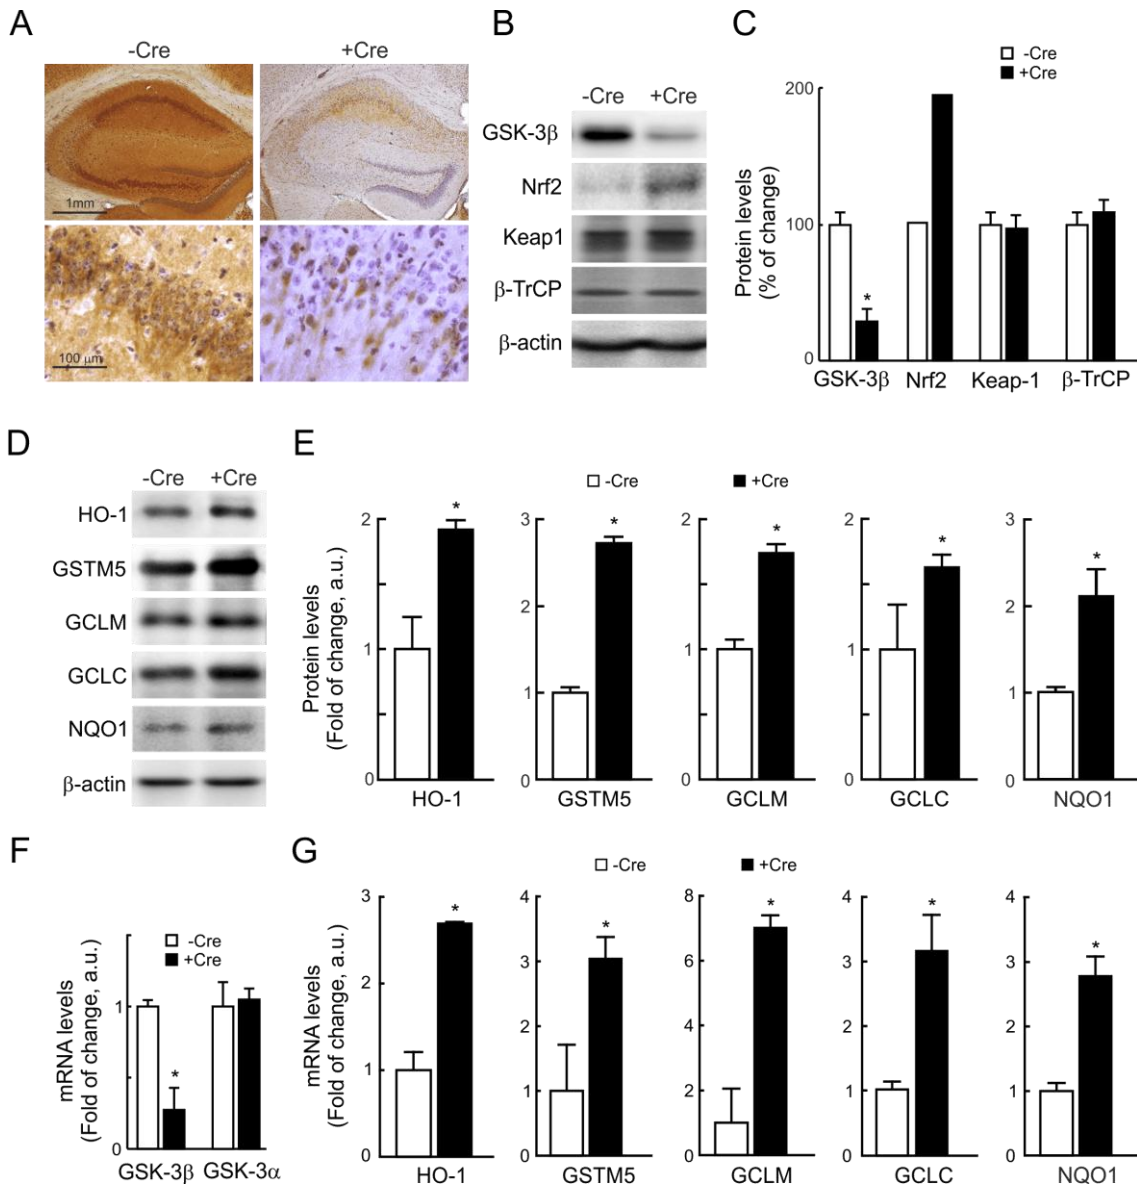 A
-Cre
+Cre
1mm
100 μm
B
-Cre
+Cre
GSK-3β
Nrf2
Keap1
β-TrCP
β-actin
C
-Cre
+Cre
Protein levels
(% of change)
200
100
0
*
GSK-3β
Nrf2
Keap-1
β-TrCP
D
-Cre
+Cre
HO-1
GSTM5
GCLM
GCLC
NQO1
β-actin
E
-Cre
+Cre
Protein levels
(Fold of change, a.u.)
2
1
0
*
HO-1
3
2
1
0
*
GSTM5
2
1
0
*
GCLM
2
1
0
*
GCLC
3
2
1
0
*
NQO1
F
-Cre
+Cre
mRNA levels
(Fold of change, a.u.)
1
0
*
GSK-3β
GSK-3α
G
-Cre
+Cre
mRNA levels
(Fold of change, a.u.)
3
2
1
0
*
HO-1
4
3
2
1
0
*
GSTM5
8
6
4
2
0
*
GCLM
4
3
2
1
0
*
GCLC
4
3
2
1
0
*
NQO1